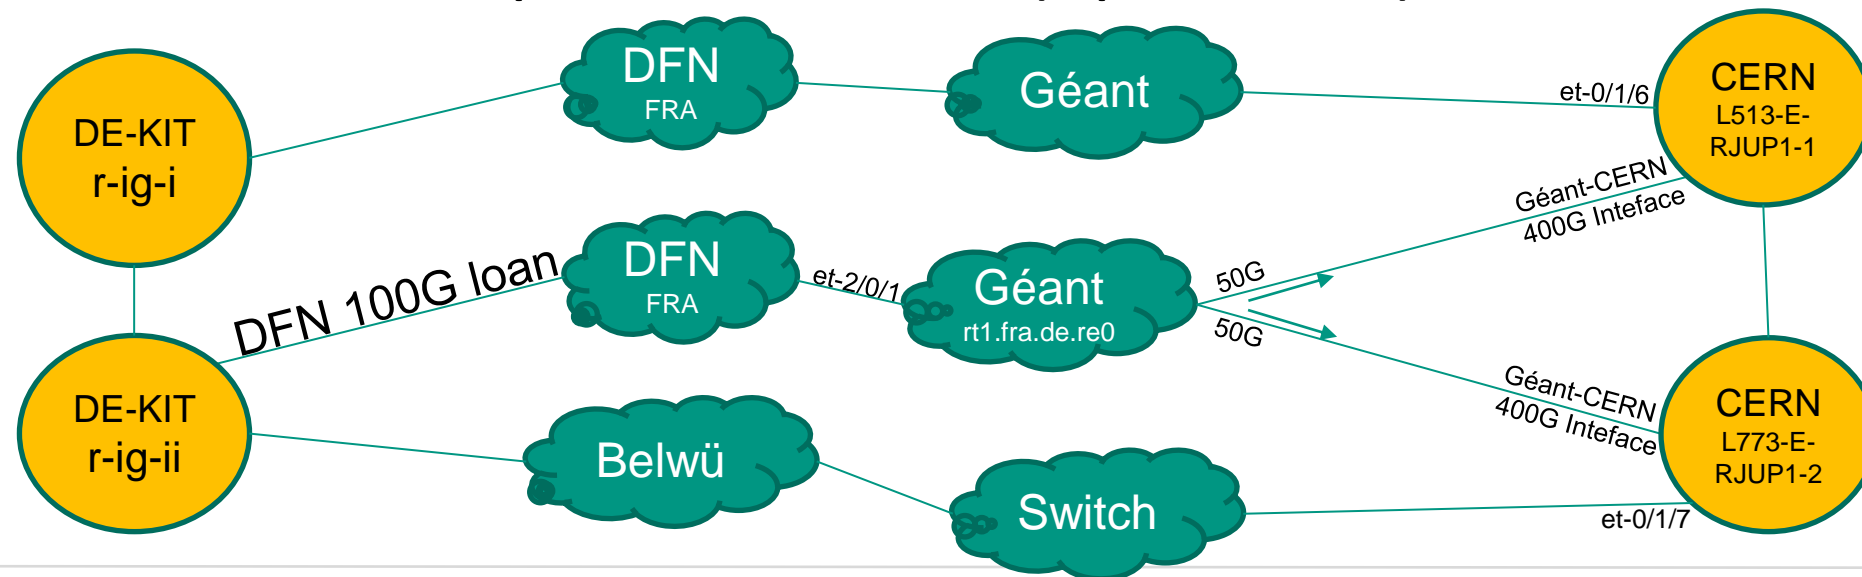 DFN
FRA
Géant
et-0/1/6
CERN
L513-E-
RJUP1-1
DE-KIT
r-ig-i
Géant-CERN
400G Inteface
DFN 100G loan
DFN
FRA
et-2/0/1
Géant
rt1.fra.de.re0
50G
50G
Géant-CERN
400G Inteface
DE-KIT
r-ig-ii
Belwü
Switch
et-0/1/7
CERN
L773-E-
RJUP1-2